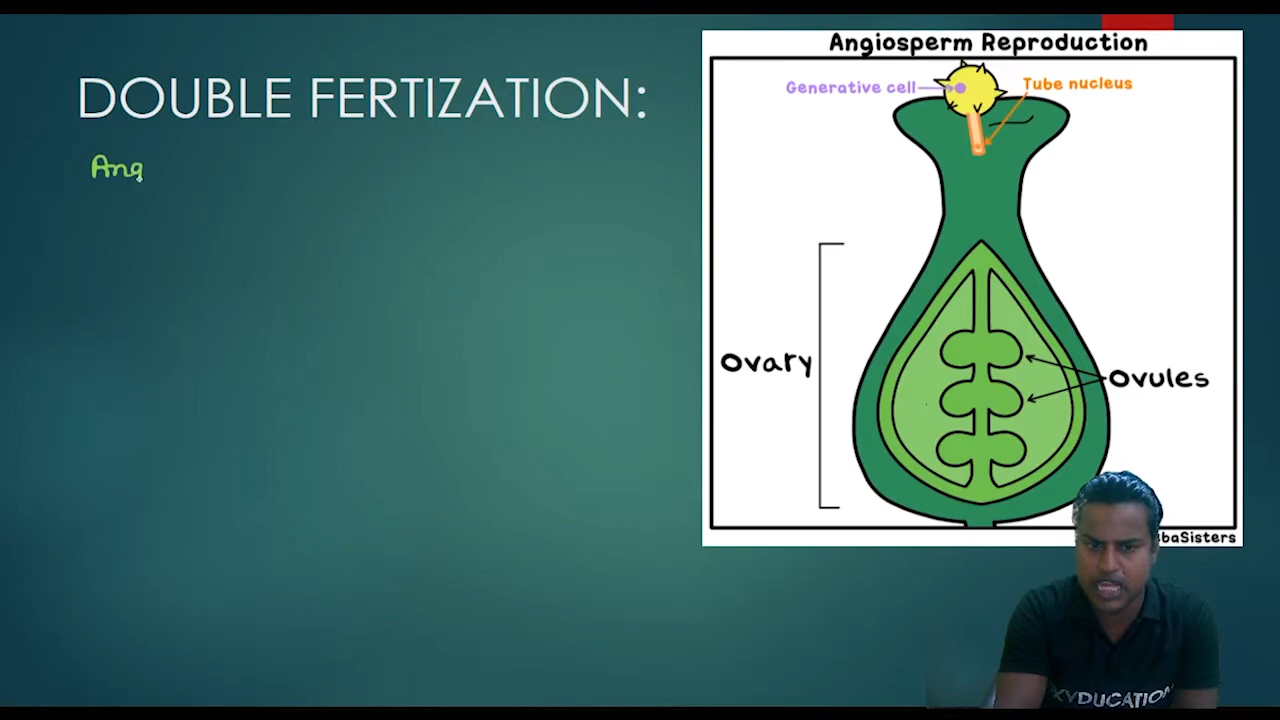 DOUBLE FERTIZATION:
Ang
Angiosperm Reproduction
Generative cell
Tube nucleus
Ovary
Ovules
baSisters
XYDUCATION